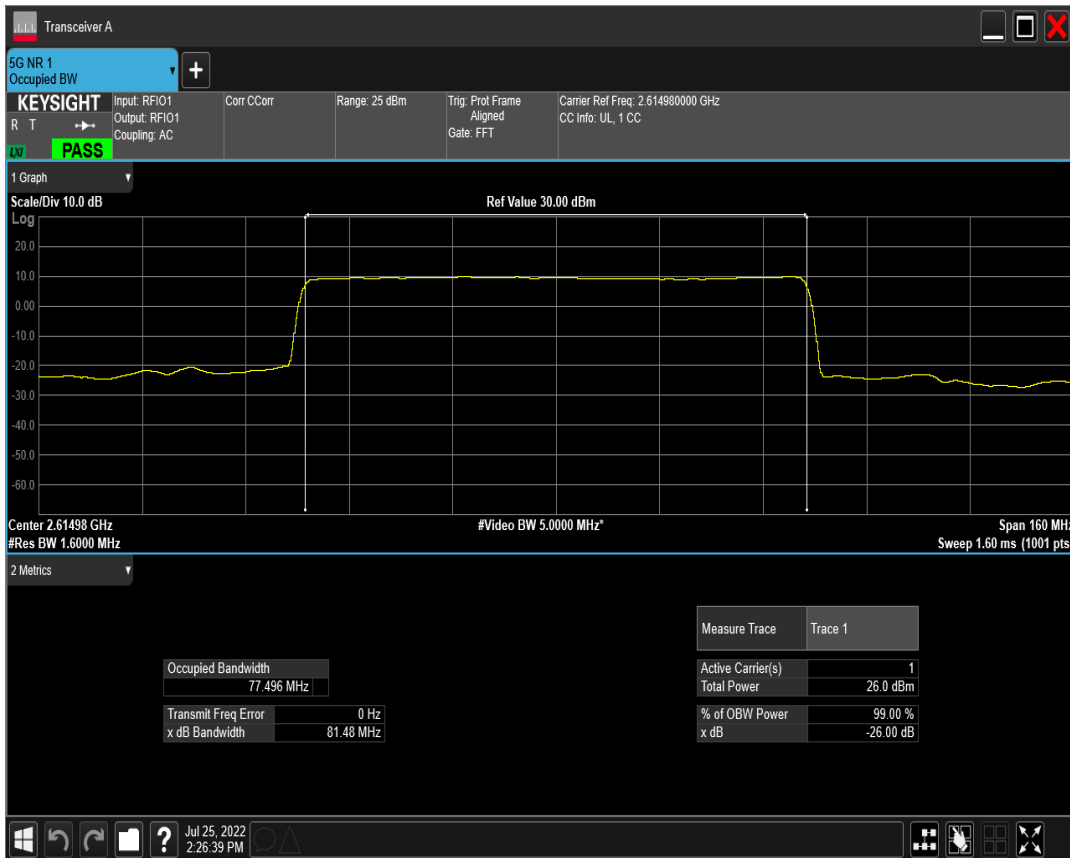 Transceiver A
5G NR 1
Occupied BW
+
KEYSIGHT
R T
LXI
PASS
Input: RFIO1
Output: RFIO1
Coupling: AC
Corr CCorr
Range: 25 dBm
Trig: Prot Frame
Aligned
Gate: FFT
Carrier Ref Freq: 2.614980000 GHz
CC Info: UL, 1 CC
1 Graph
Scale/Div 10.0 dB
Ref Value 30.00 dBm
Log
20.0
10.0
0.00
-10.0
-20.0
-30.0
-40.0
-50.0
-60.0
Center 2.61498 GHz
#Video BW 5.0000 MHz*
Span 160 MHz
#Res BW 1.6000 MHz
Sweep 1.60 ms (1001 pts
2 Metrics
Measure Trace Trace 1
Occupied Bandwidth
77.496 MHz
Active Carrier(s) 1
Total Power 26.0 dBm
Transmit Freq Error 0 Hz
x dB Bandwidth 81.48 MHz
% of OBW Power 99.00 %
x dB -26.00 dB
?
Jul 25, 2022
2:26:39 PM